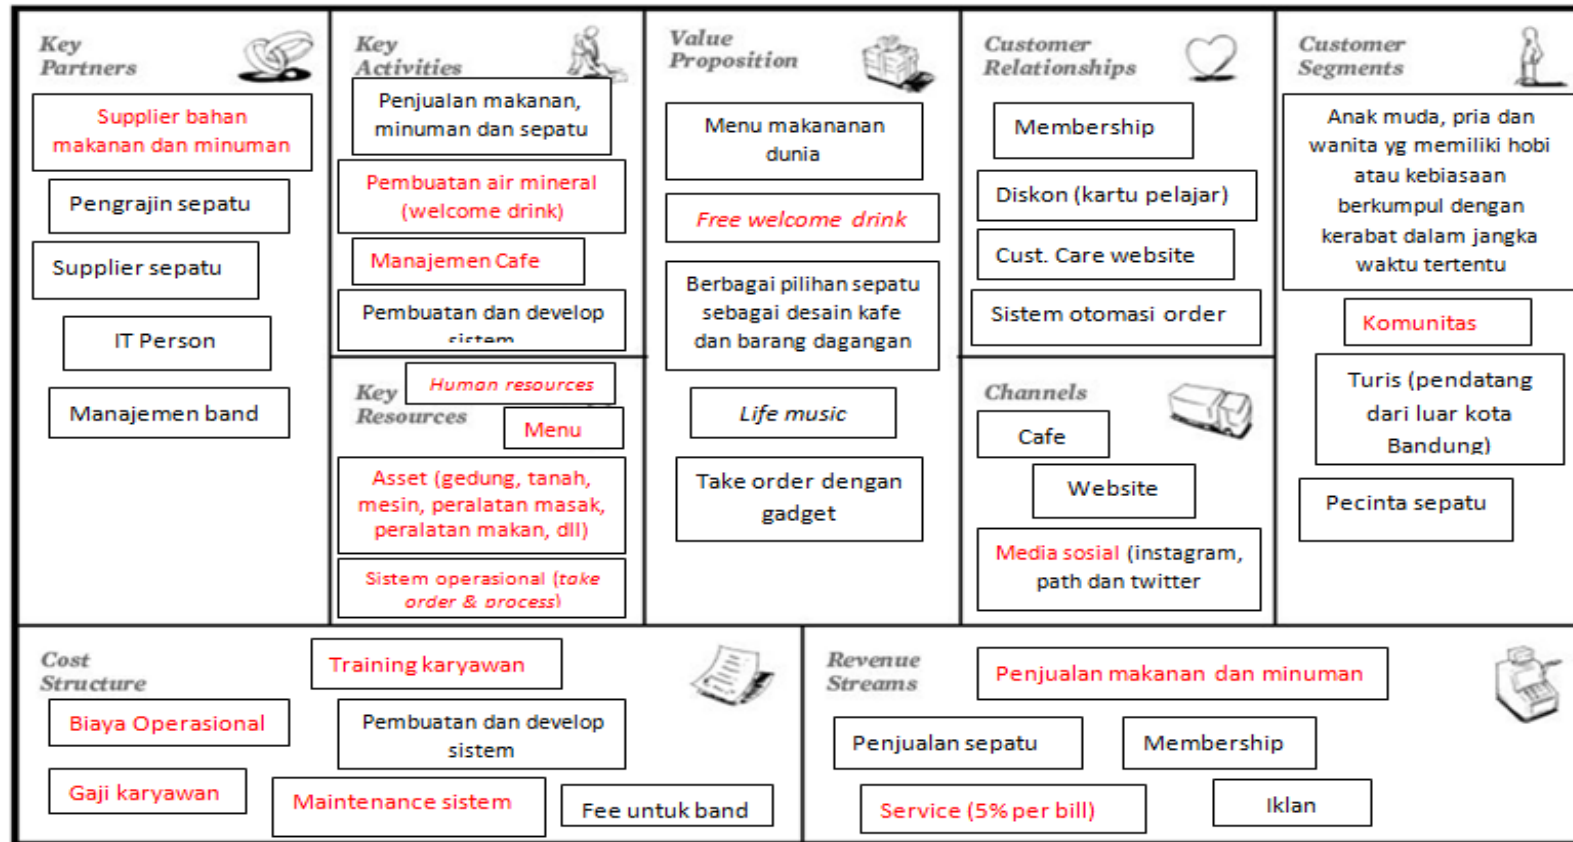 Key
Partners
Supplier bahan
makanan dan minuman
Pengrajin sepatu
Supplier sepatu
IT Person
Manajemen band
Key
Activities
Penjualan makanan,
minuman dan sepatu
Pembuatan air mineral
(welcome drink)
Manajemen Cafe
Pembuatan dan develop
sistem
Key
Resources
Human resources
Menu
Asset (gedung, tanah,
mesin, peralatan masak,
peralatan makan, dll)
Sistem operasional (take
order & process)
Value
Proposition
Menu makananan
dunia
Free welcome drink
Berbagai pilihan sepatu
sebagai desain kafe
dan barang dagangan
Life music
Take order dengan
gadget
Customer
Relationships
Membership
Diskon (kartu pelajar)
Cust. Care website
Sistem otomasi order
Channels
Cafe
Website
Media sosial (instagram,
path dan twitter
Customer
Segments
Anak muda, pria dan
wanita yg memiliki hobi
atau kebiasaan
berkumpul dengan
kerabat dalam jangka
waktu tertentu
Komunitas
Turis (pendatang
dari luar kota
Bandung)
Pecinta sepatu
Cost
Structure
Training karyawan
Biaya Operasional
Pembuatan dan develop
sistem
Gaji karyawan
Maintenance sistem
Fee untuk band
Revenue
Streams
Penjualan makanan dan minuman
Penjualan sepatu
Membership
Service (5% per bill)
Iklan